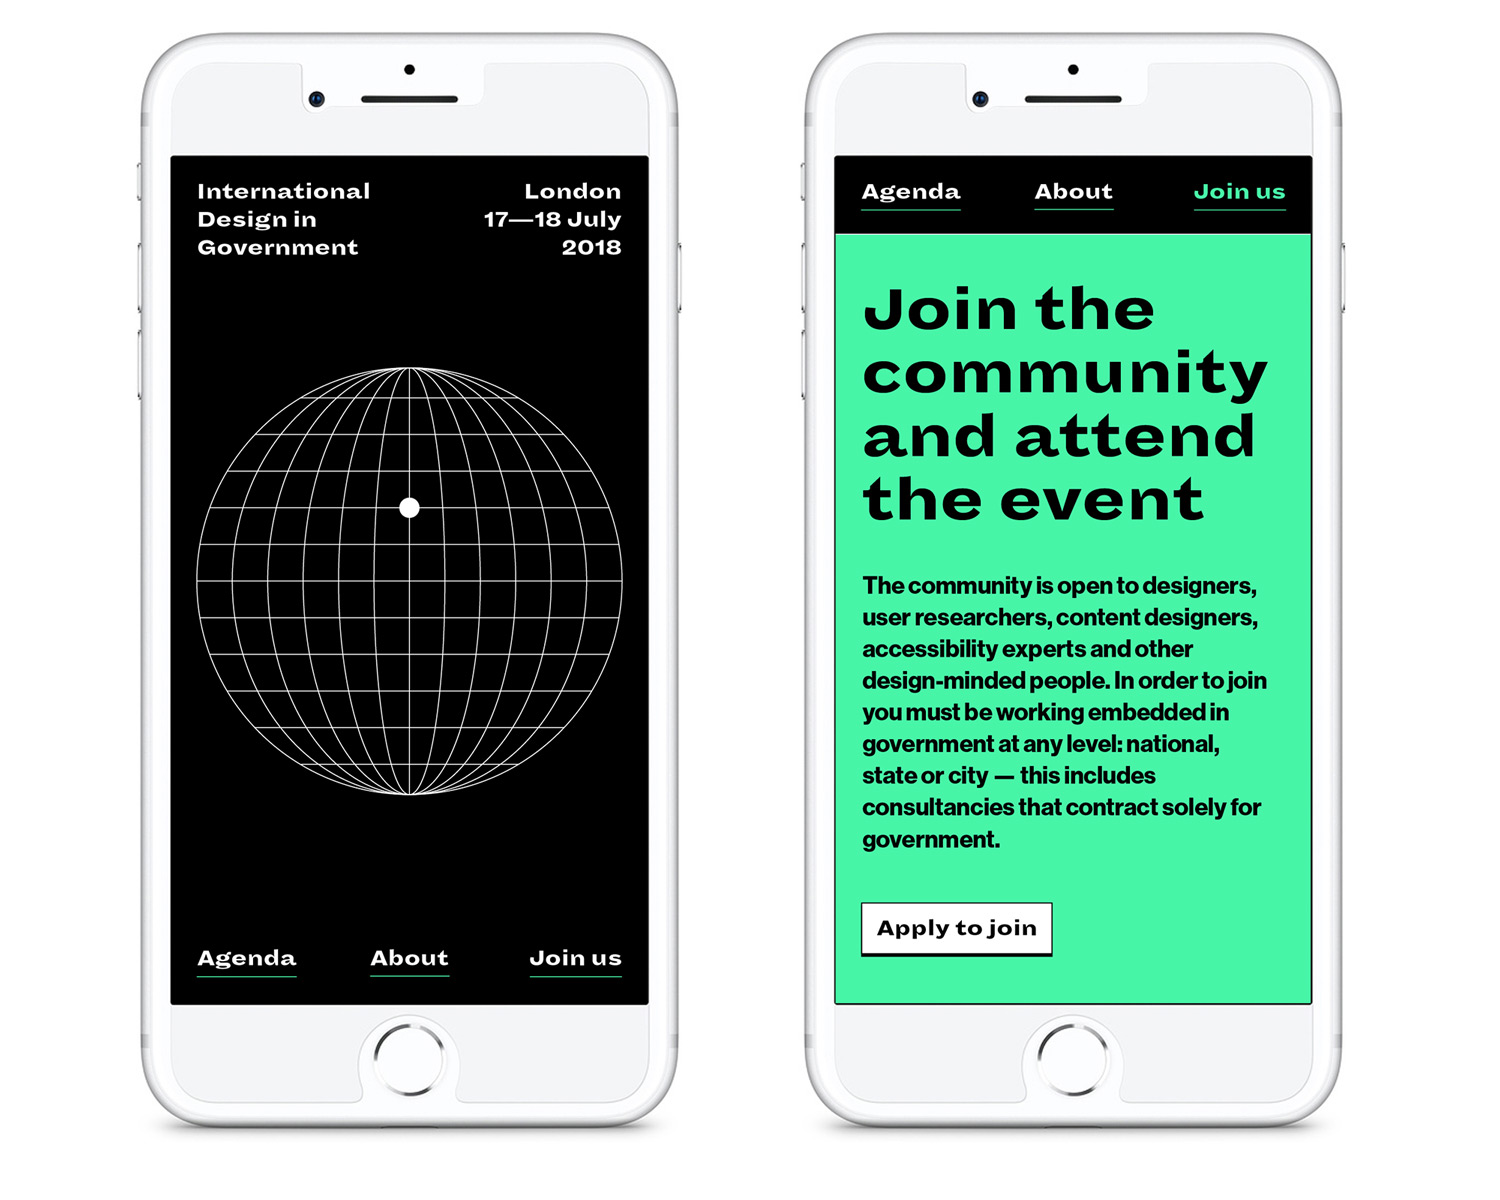 International
Design in
Government
London
17—18 July
2018
Agenda
About
Join us
Agenda
About
Join us
Join the
community
and attend
the event
The community is open to designers,
user researchers, content designers,
accessibility experts and other
design-minded people. In order to join
you must be working embedded in
government at any level: national,
state or city — this includes
consultancies that contract solely for
government.
Apply to join